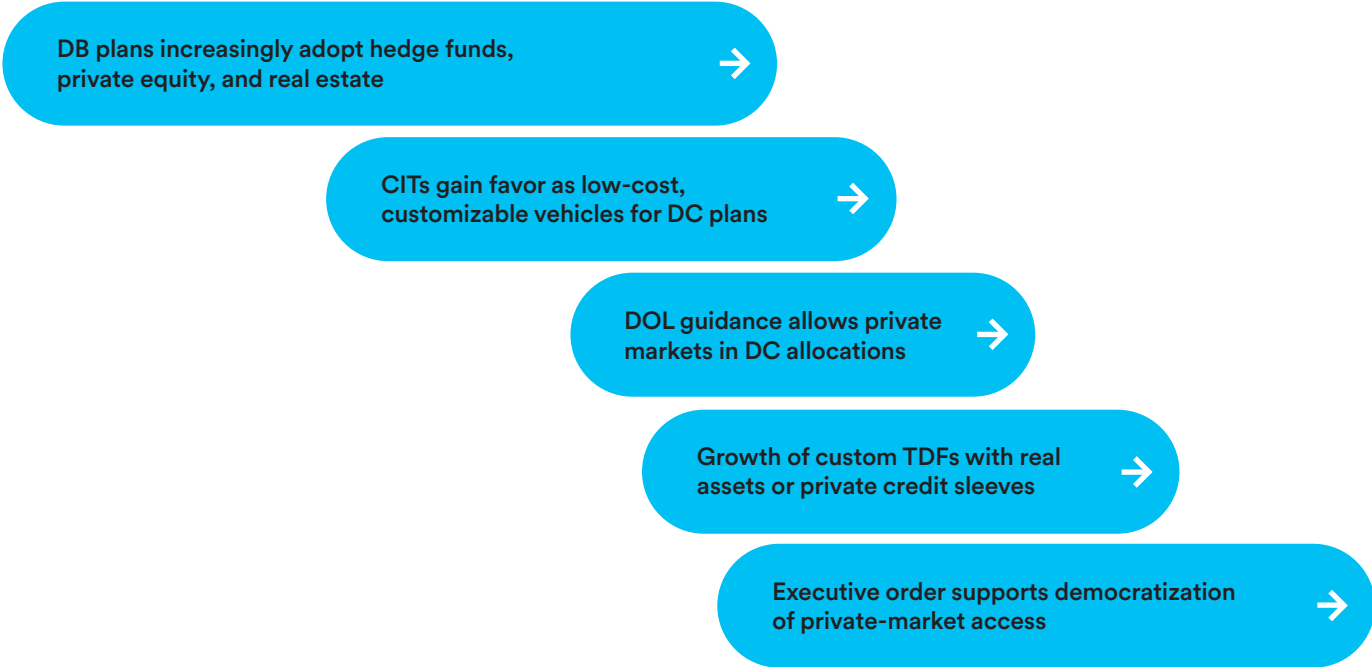 DB plans increasingly adopt hedge funds,
private equity, and real estate
CITs gain favor as low-cost,
customizable vehicles for DC plans
DOL guidance allows private
markets in DC allocations
Growth of custom TDFs with real
assets or private credit sleeves
Executive order supports democratization
of private-market access